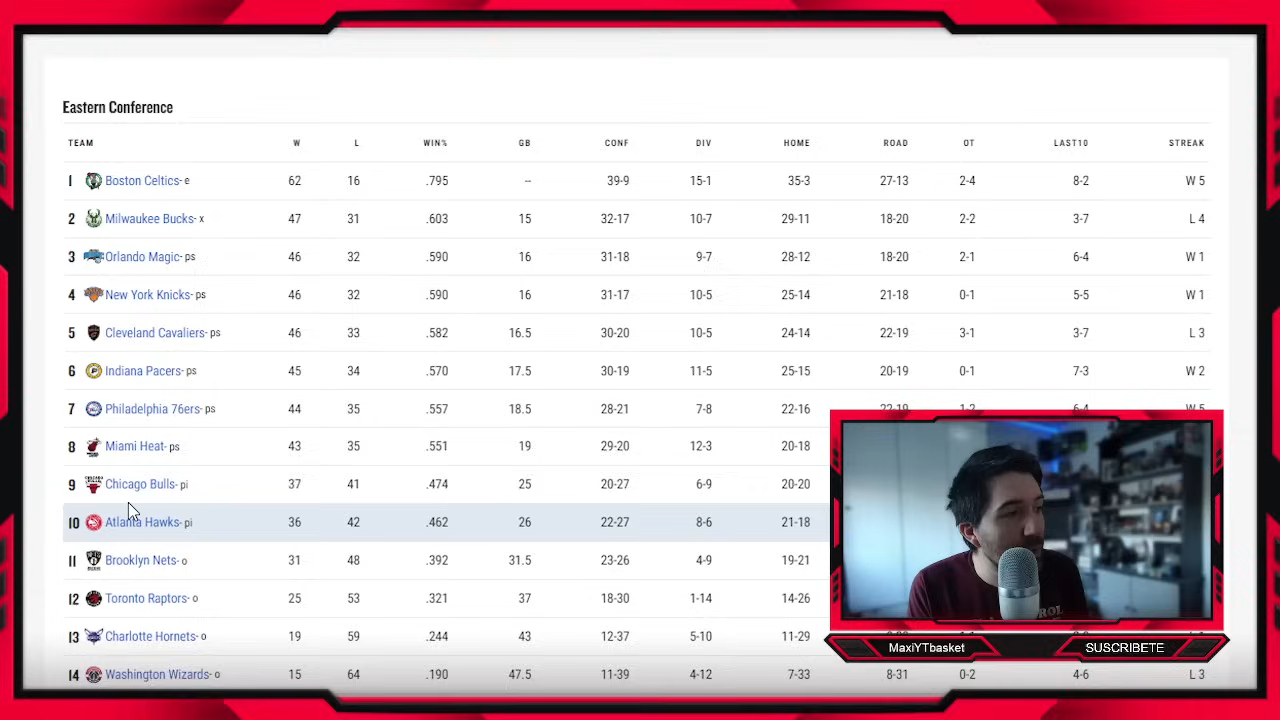 Eastern Conference
TEAM W L WIN% GB CONF DIV HOME ROAD OT LAST10 STREAK
1 Boston Celtics- e 62 16 .795 -- 39-9 15-1 35-3 27-13 2-4 8-2 W 5
2 Milwaukee Bucks- x 47 31 .603 15 32-17 10-7 29-11 18-20 2-2 3-7 L 4
3 Orlando Magic- ps 46 32 .590 16 31-18 9-7 28-12 18-20 2-1 6-4 W 1
4 New York Knicks- ps 46 32 .590 16 31-17 10-5 25-14 21-18 0-1 5-5 W 1
5 Cleveland Cavaliers- ps 46 33 .582 16.5 30-20 10-5 24-14 22-19 3-1 3-7 L 3
6 Indiana Pacers- ps 45 34 .570 17.5 30-19 11-5 25-15 20-19 0-1 7-3 W 2
7 Philadelphia 76ers- ps 44 35 .557 18.5 28-21 7-8 22-16 22-19 1-2 6-4 W 5
8 Miami Heat- ps 43 35 .551 19 29-20 12-3 20-18
9 Chicago Bulls- pi 37 41 .474 25 20-27 6-9 20-20
10 Atlanta Hawks- pi 36 42 .462 26 22-27 8-6 21-18
11 Brooklyn Nets- o 31 48 .392 31.5 23-26 4-9 19-21
12 Toronto Raptors- o 25 53 .321 37 18-30 1-14 14-26
13 Charlotte Hornets- o 19 59 .244 43 12-37 5-10 11-29
14 Washington Wizards- o 15 64 .190 47.5 11-39 4-12 7-33 8-31 0-2 4-6 L 3
MaxiYTbasket
SUSCRIBETE